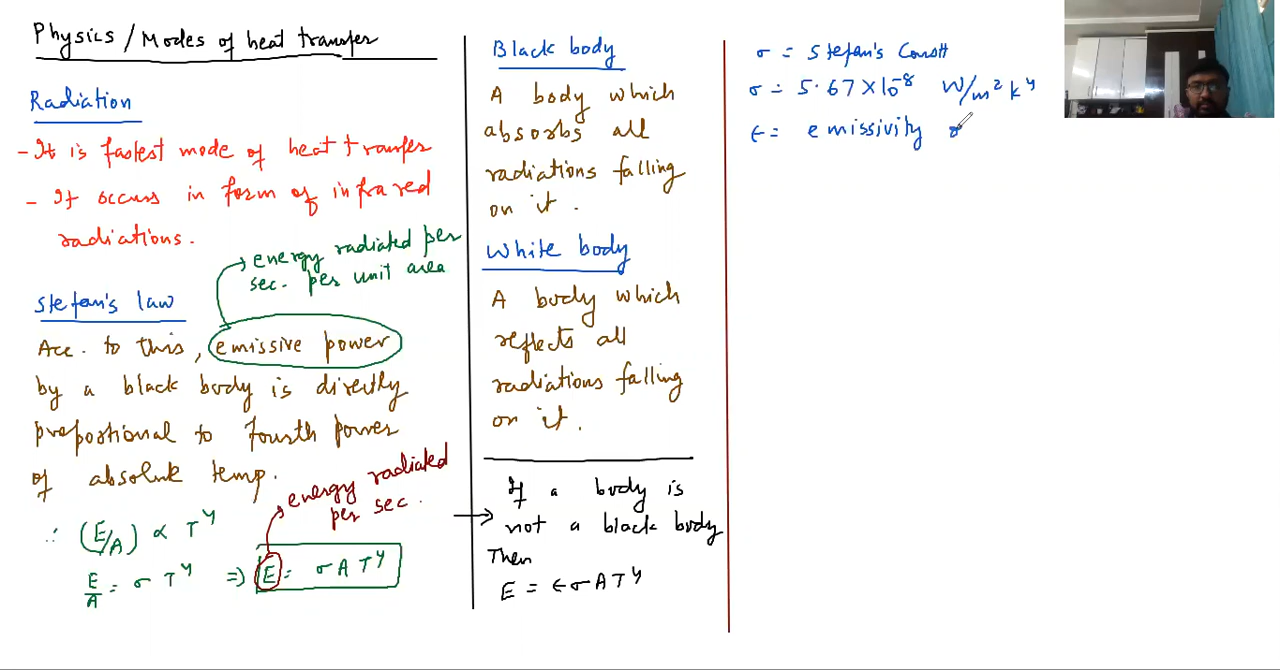 Physics / Modes of heat transfer
Radiation
- It is fastest mode of heat transfer
- It occurs in form of infrared
radiations.
energy radiated per
sec. per unit area
Stefan's law
Acc. to this, emissive power
by a black body is directly
proportional to fourth power
of absolute temp.
energy radiated
per sec.
∴ (E/A) ∝ T⁴
E/A = σ T⁴ ⇒ E = σ A T⁴
Black body
A body which
absorbs all
radiations falling
on it.
White body
A body which
reflects all
radiations falling
on it.
If a body is
not a black body
Then
E = ϵ σ A T⁴
σ = Stefan's Constt
σ = 5.67 × 10⁻⁸ W/m² k⁴
ϵ = emissivity